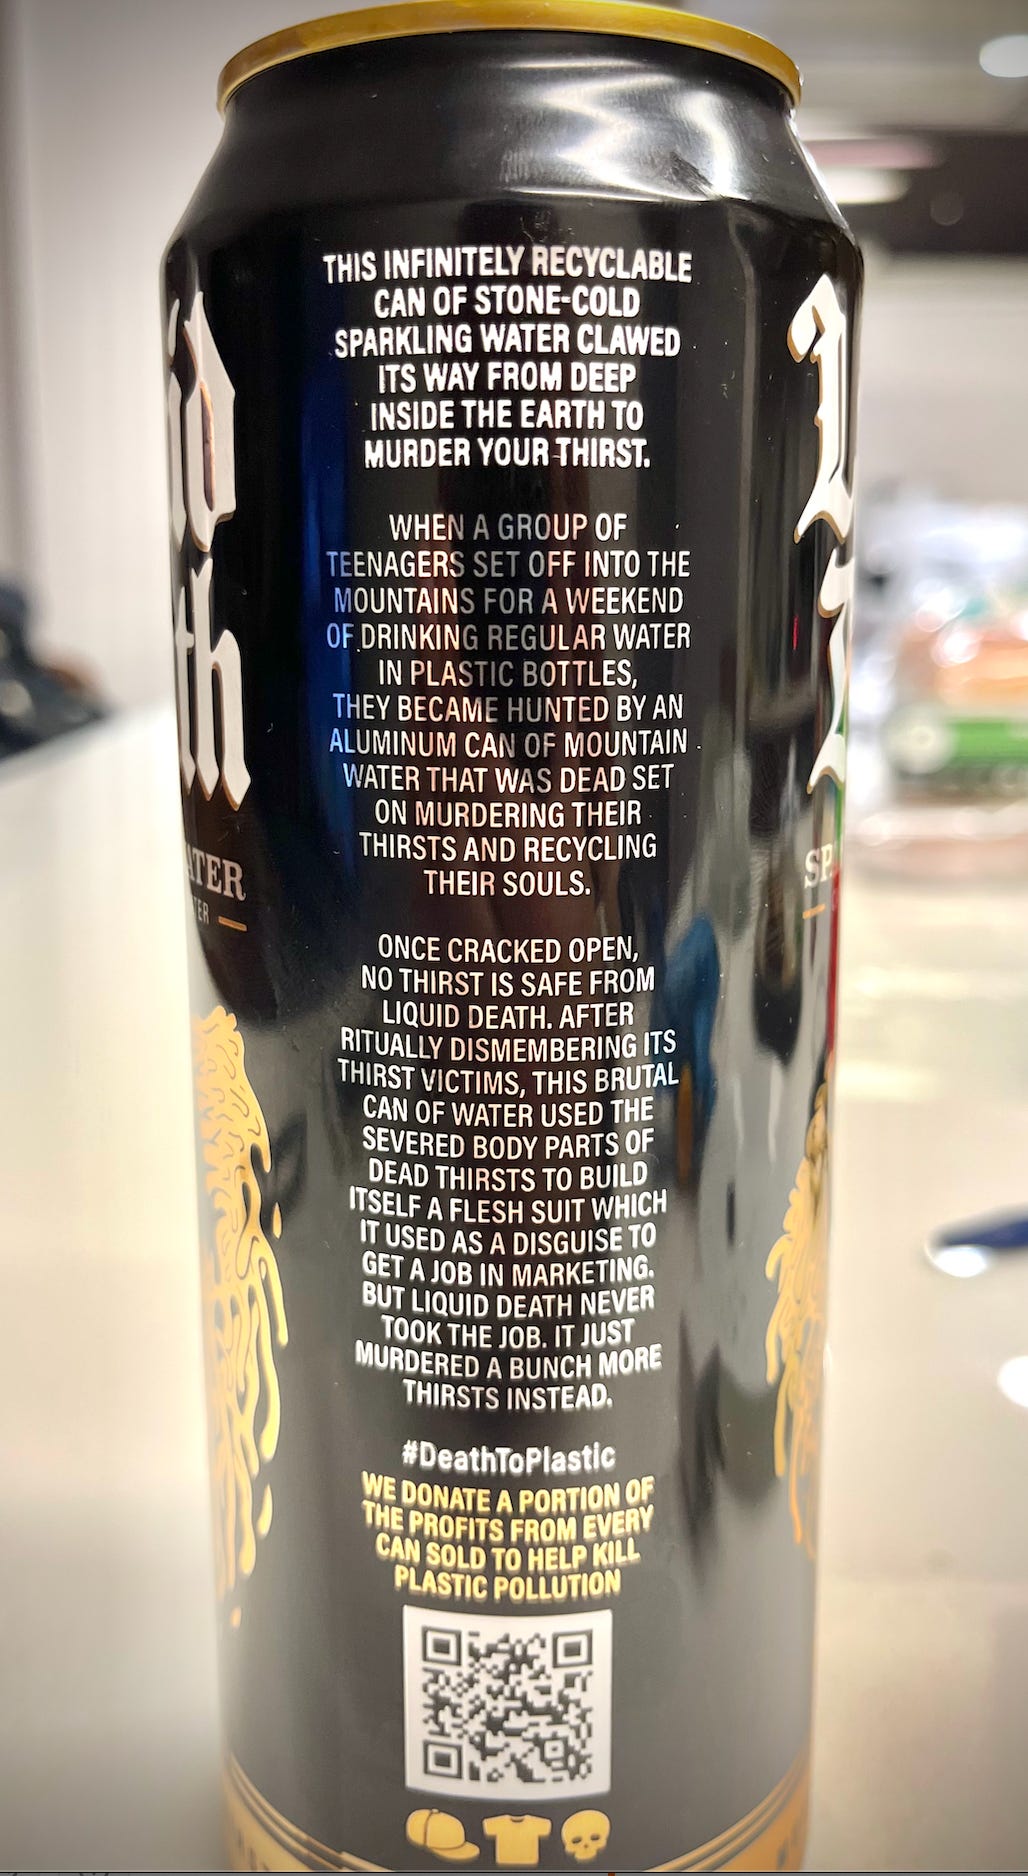 THIS INFINITELY RECYCLABLE
CAN OF STONE-COLD
SPARKLING WATER CLAWED
ITS WAY FROM DEEP
INSIDE THE EARTH TO
MURDER YOUR THIRST.
WHEN A GROUP OF
TEENAGERS SET OFF INTO THE
MOUNTAINS FOR A WEEKEND
OF DRINKING REGULAR WATER
IN PLASTIC BOTTLES,
THEY BECAME HUNTED BY AN
ALUMINUM CAN OF MOUNTAIN
WATER THAT WAS DEAD SET
ON MURDERING THEIR
THIRSTS AND RECYCLING
THEIR SOULS.
ONCE CRACKED OPEN,
NO THIRST IS SAFE FROM
LIQUID DEATH. AFTER
RITUALLY DISMEMBERING ITS
THIRST VICTIMS, THIS BRUTAL
CAN OF WATER USED THE
SEVERED BODY PARTS OF
DEAD THIRSTS TO BUILD
ITSELF A FLESH SUIT WHICH
IT USED AS A DISGUISE TO
GET A JOB IN MARKETING.
BUT LIQUID DEATH NEVER
TOOK THE JOB. IT JUST
MURDERED A BUNCH MORE
THIRSTS INSTEAD.
#DeathToPlastic
WE DONATE A PORTION OF
THE PROFITS FROM EVERY
CAN SOLD TO HELP KILL
PLASTIC POLLUTION
id
th
ATER
TER
SP